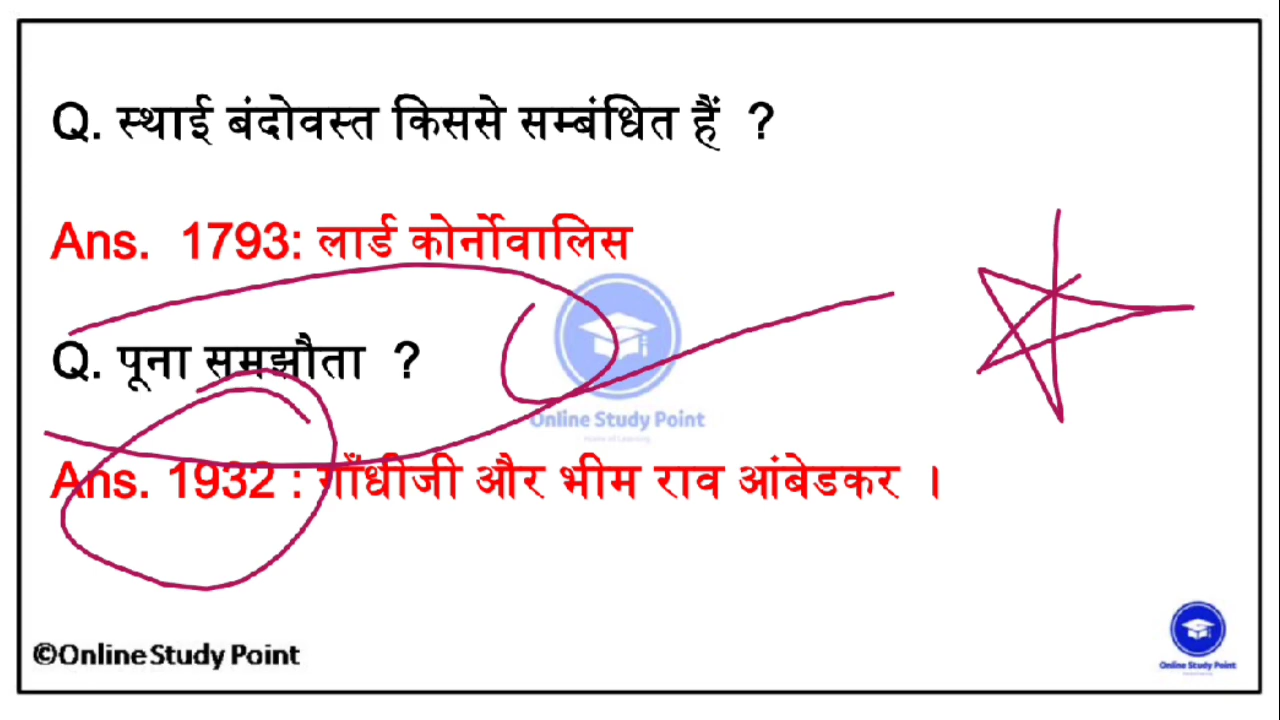 Q. स्थाई बंदोवस्त किससे सम्बंधित हैं ?
Ans. 1793: लार्ड कोर्नोवालिस
Q. पूना समझौता ?
Online Study Point
Ans. 1932 : गाँधीजी और भीम राव आंबेडकर ।
©Online Study Point
Online Study Point